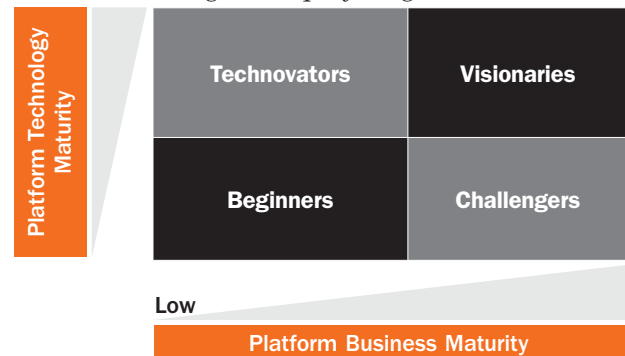 Platform Technology
Maturity
Technovators
Visionaries
Beginners
Challengers
Low
Platform Business Maturity